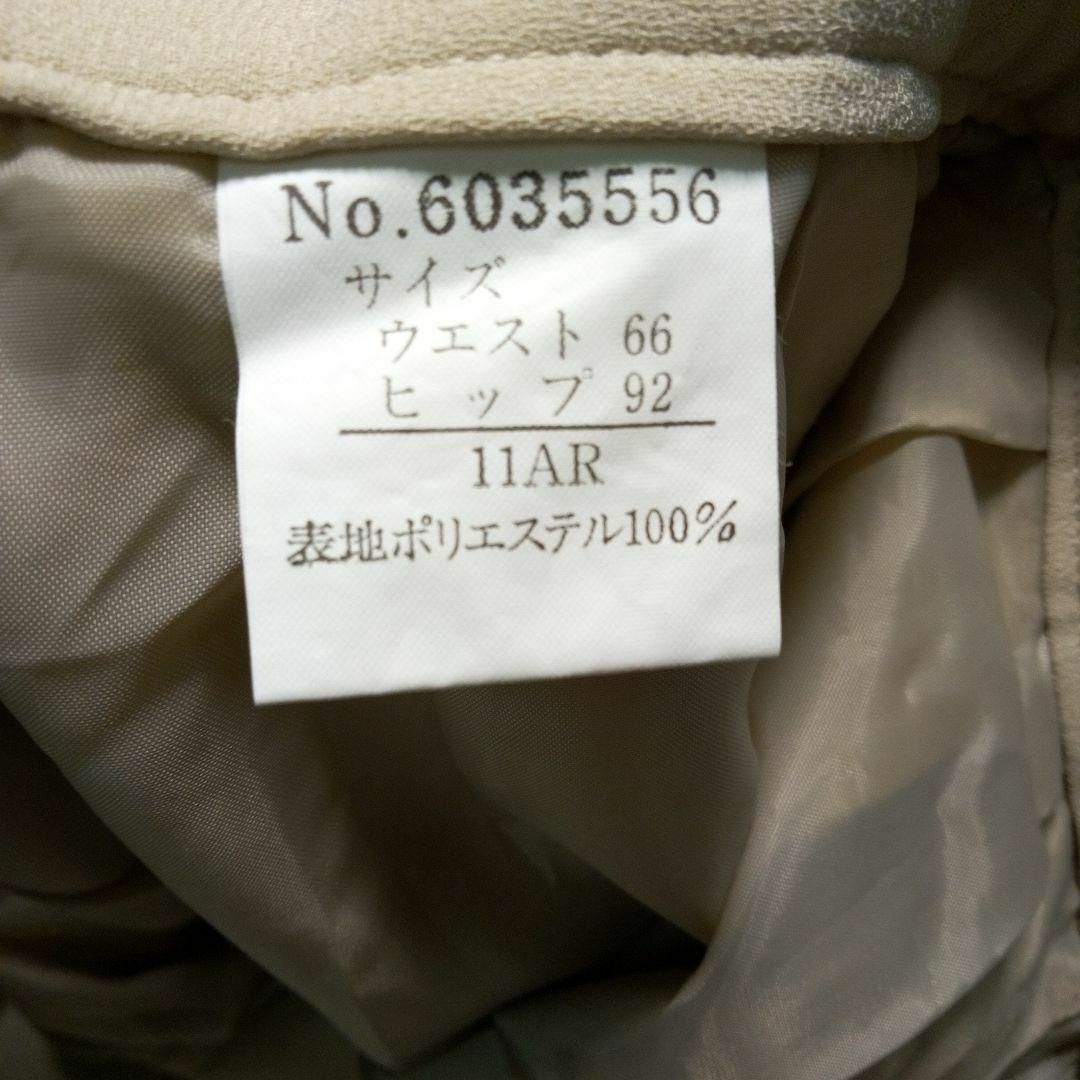 No.6035556
サイズ
ウエスト 66
ヒップ 92
11AR
表地ポリエステル100%